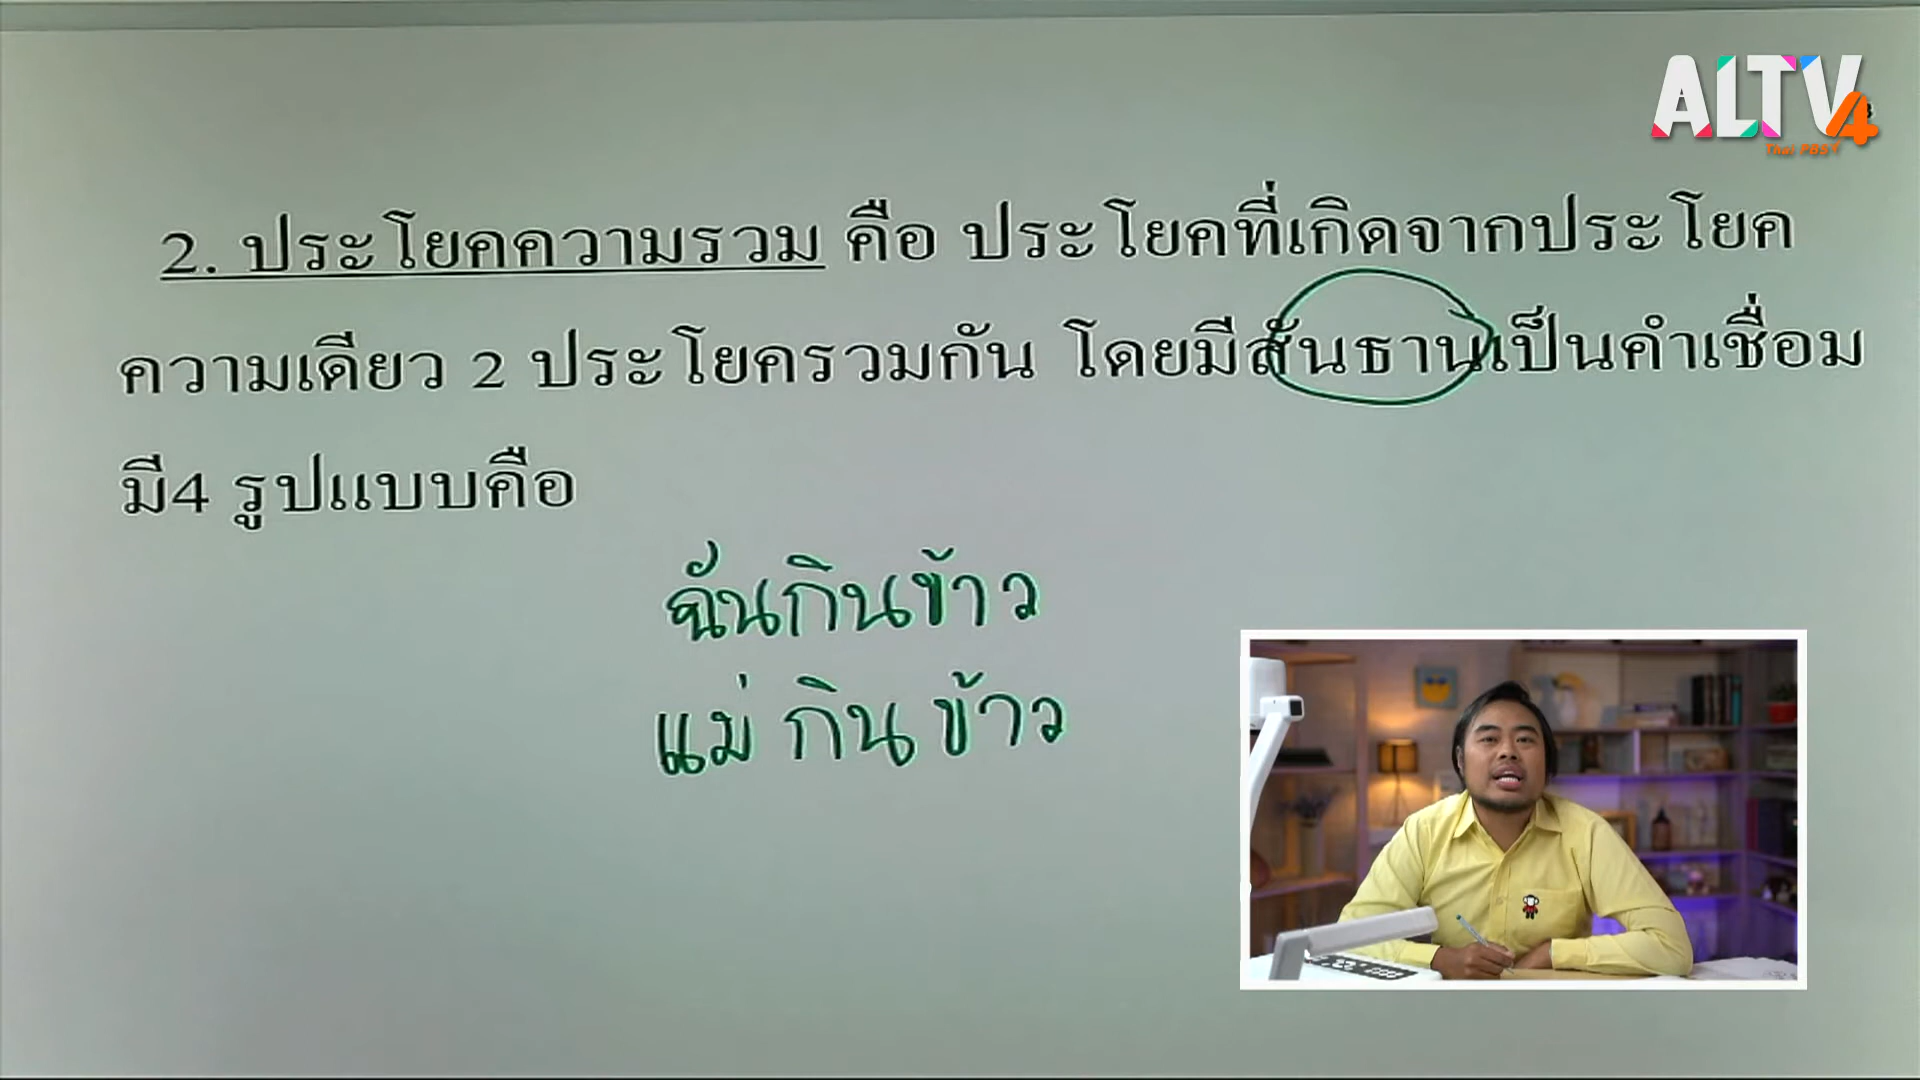 ALTV4
Thai PBS
2. ประโยคความรวม คือ ประโยคที่เกิดจากประโยค
ความเดียว 2 ประโยครวมกัน โดยมีสันธานเป็นคำเชื่อม
มี4 รูปแบบคือ
ฉันกินข้าว
แม่ กิน ข้าว